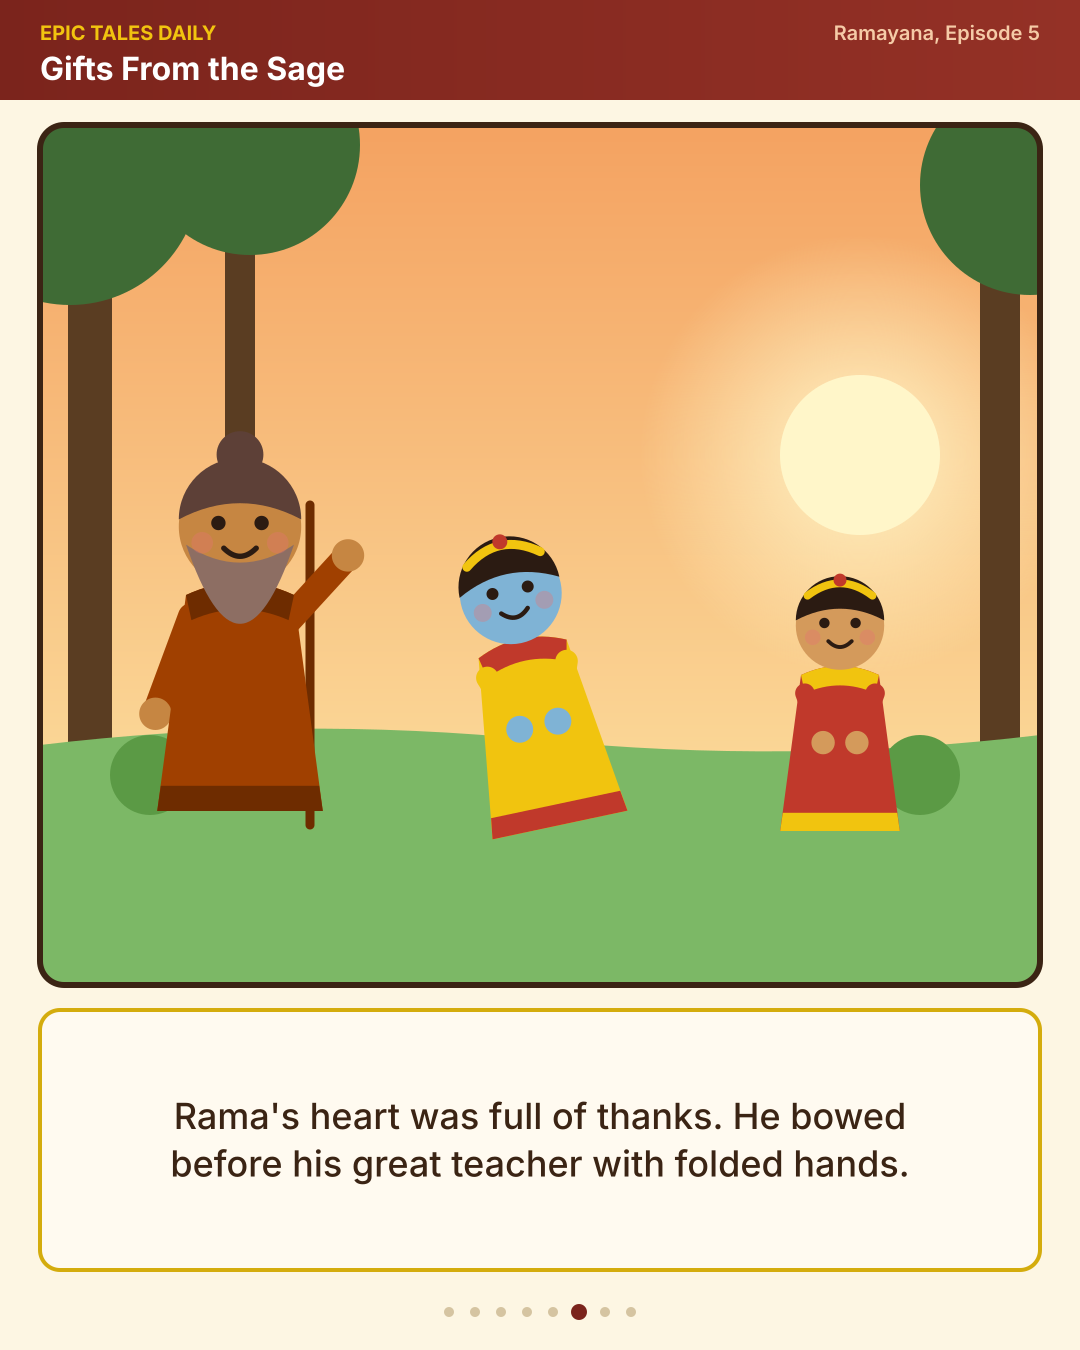 EPIC TALES DAILY
Ramayana, Episode 5
Gifts From the Sage
Rama's heart was full of thanks. He bowed
before his great teacher with folded hands.